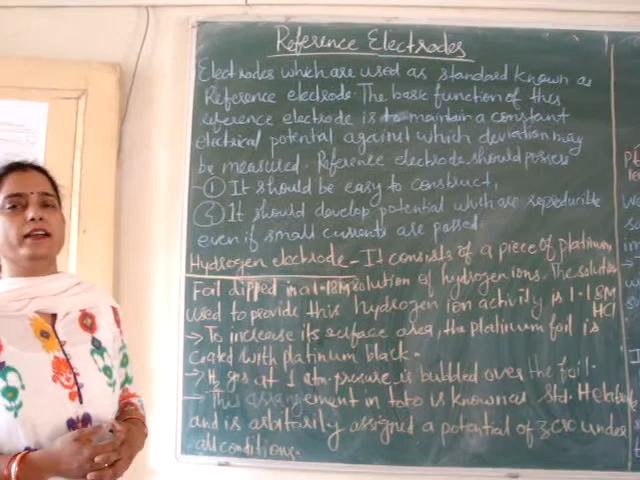 Reference Electrodes
Electrodes which are used as standard known as
Reference electrode. The basic function of this
reference electrode is to maintain a constant
electrical potential against which deviation may
be measured. Reference electrode should possess
① It should be easy to construct,
② It should develop potential which are reproducible
even if small currents are passed.
Hydrogen electrode - It consists of a piece of platinum
Foil dipped in a 1.18M solution of hydrogen ions. The solution
used to provide this hydrogen ion activity is 1.18M
HCl
→ To increase its surface area, the platinum foil is
coated with platinum black.
→ H2 gas at 1 atm. pressure is bubbled over the foil.
→ This arrangement in toto is known as Std. H electrode
and is arbitarily assigned a potential of zero under
all conditions.